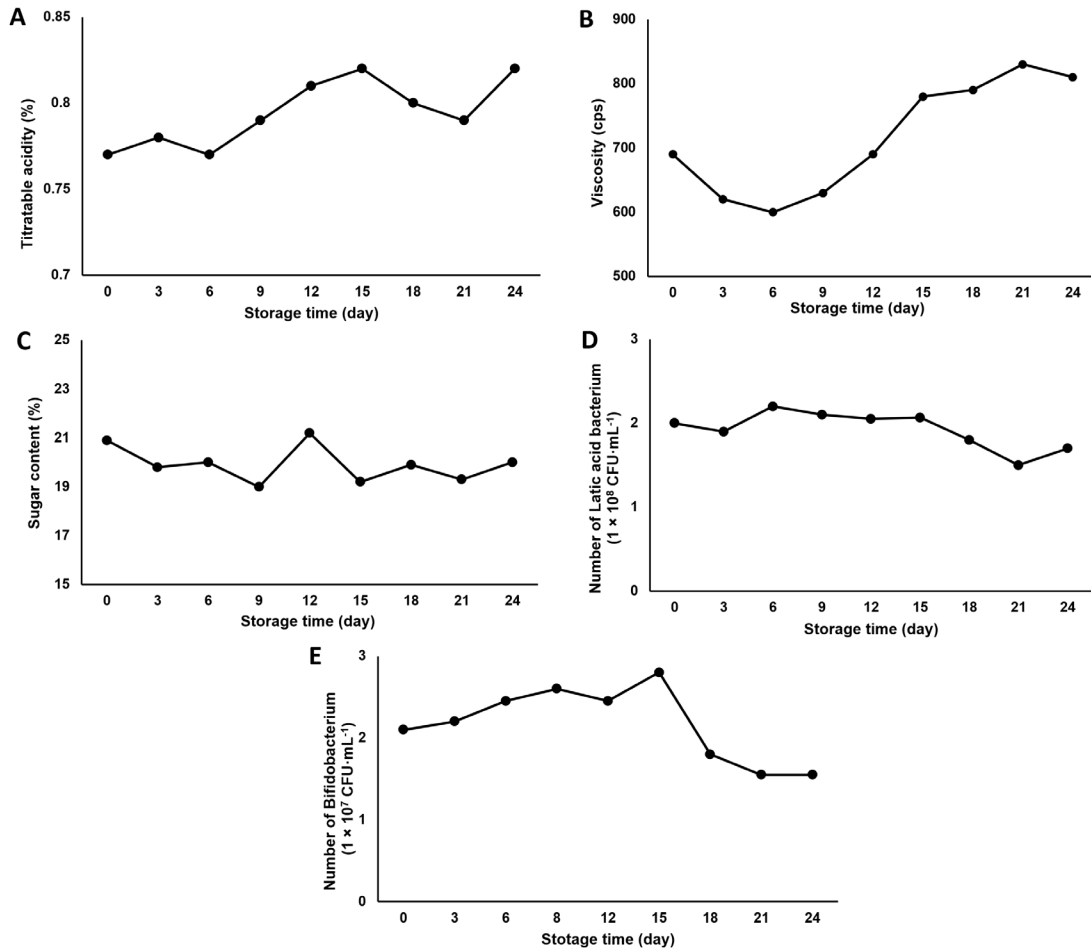 A
0.85
0.8
0.75
0.7
Titratable acidity (%)
0 3 6 9 12 15 18 21 24
Storage time (day)
B
900
800
700
600
500
Viscosity (cps)
0 3 6 9 12 15 18 21 24
Storage time (day)
C
25
23
21
19
17
15
Sugar content (%)
0 3 6 9 12 15 18 21 24
Storage time (day)
D
3
2
1
0
Number of Latic acid bacterium
(1 × 10⁸ CFU·mL⁻¹)
0 3 6 9 12 15 18 21 24
Storage time (day)
E
3
2
1
0
Number of Bifidobacterium
(1 × 10⁷ CFU·mL⁻¹)
0 3 6 8 12 15 18 21 24
Stotage time (day)